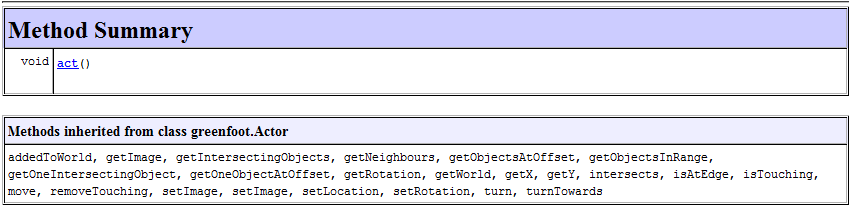 Method Summary
void act()
Methods inherited from class greenfoot.Actor
addedToWorld, getImage, getIntersectingObjects, getNeighbours, getObjectsAtOffset, getObjectsInRange,
getOneIntersectingObject, getOneObjectAtOffset, getRotation, getWorld, getX, getY, intersects, isAtEdge, isTouching,
move, removeTouching, setImage, setImage, setLocation, setRotation, turn, turnTowards